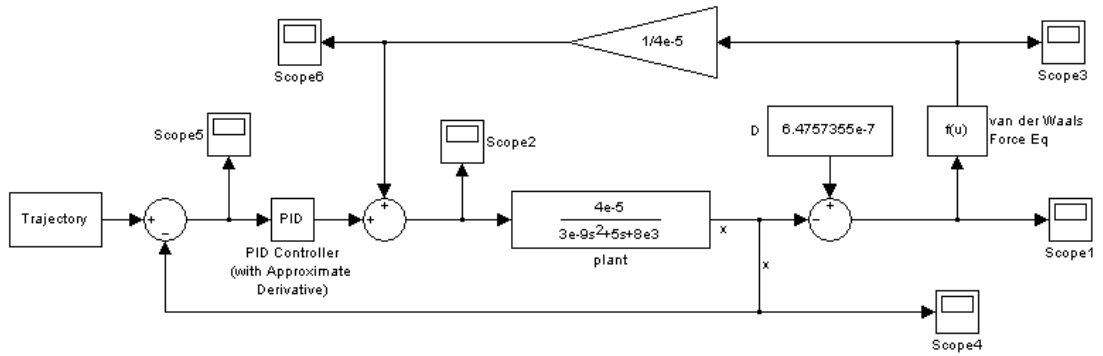 Scope6
1/4e-5
Scope3
Scope5
Scope2
D
6.4757355e-7
f(u)
van der Waals
Force Eq
Trajectory
+
−
PID
PID Controller
(with Approximate
Derivative)
+
+
4e-5
3e-9s²+5s+8e3
plant
x
x
−
+
Scope1
Scope4